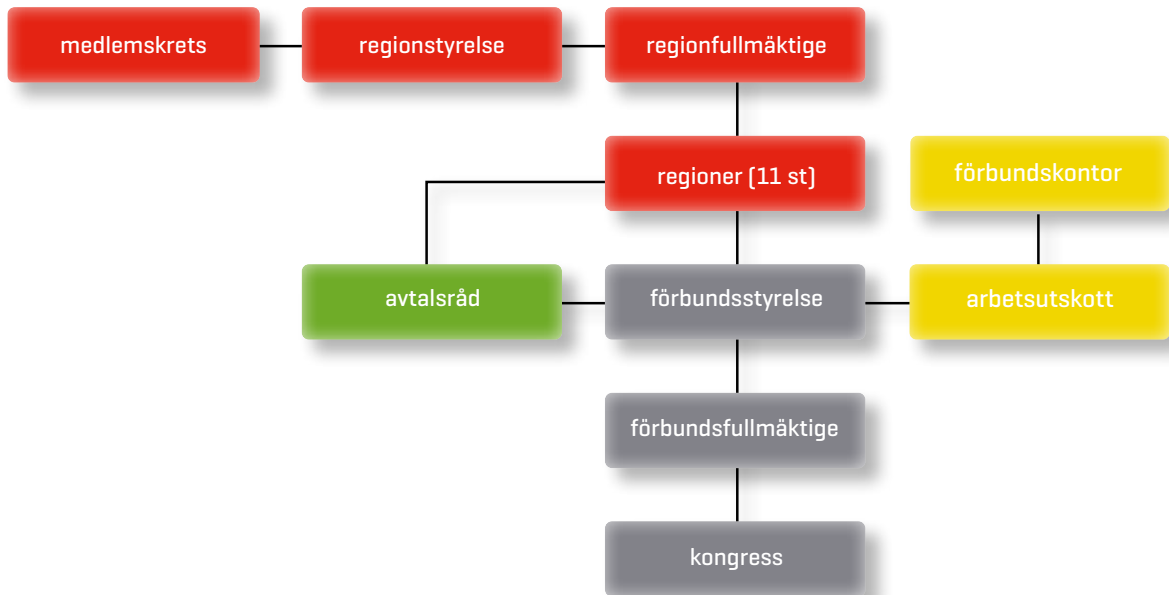 medlemskrets
regionstyrelse
regionfullmäktige
regioner (11 st)
förbundskontor
avtalsråd
förbundsstyrelse
arbetsutskott
förbundsfullmäktige
kongress